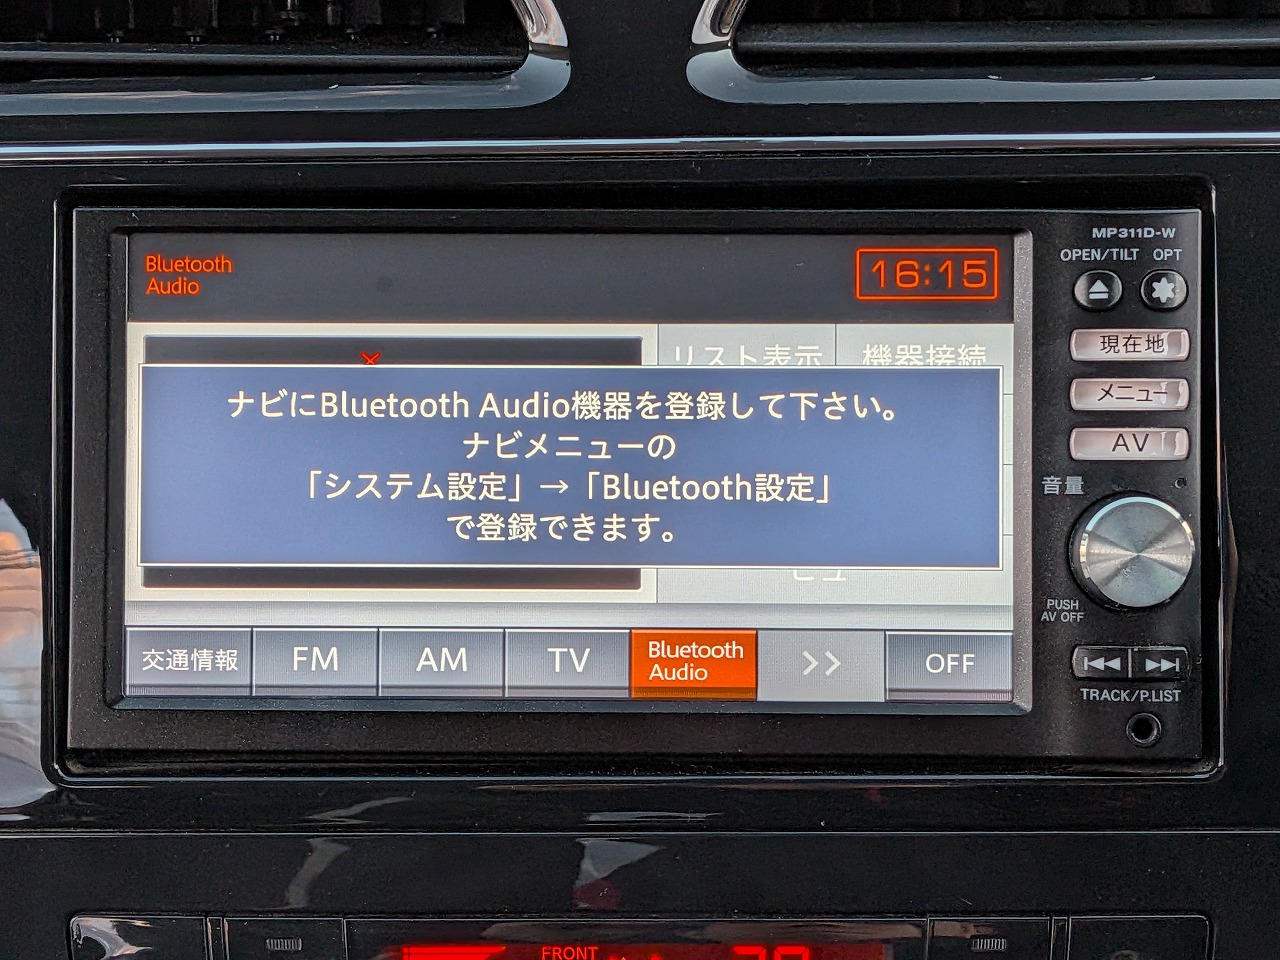 MP311D-W
OPEN/TILT OPT
Bluetooth
Audio
16:15
現在地
リスト表示 機器接続
メニュー
ナビにBluetooth Audio機器を登録して下さい。
ナビメニューの
「システム設定」→「Bluetooth設定」
で登録できます。
AV
音量
PUSH
AV OFF
交通情報 FM AM TV Bluetooth Audio >> OFF
TRACK/P.LIST
FRONT